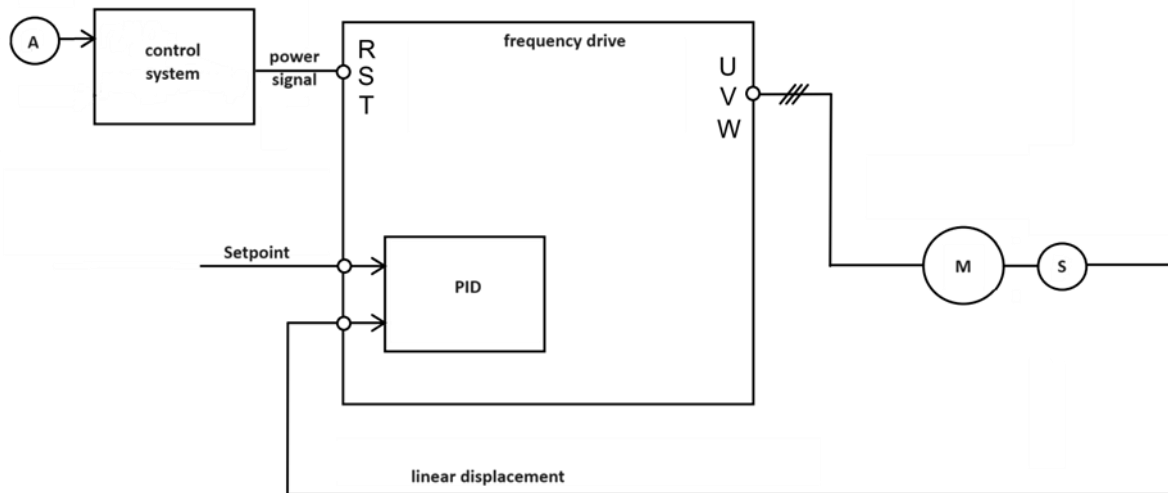 A
control
system
power
signal
frequency drive
R
S
T
U
V
W
Setpoint
PID
M
S
linear displacement